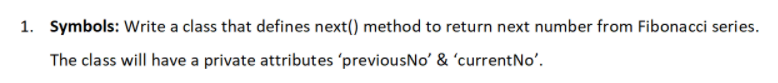 1. Symbols: Write a class that defines next() method to return next number from Fibonacci series.
The class will have a private attributes ‘previousNo’ & ‘currentNo’.